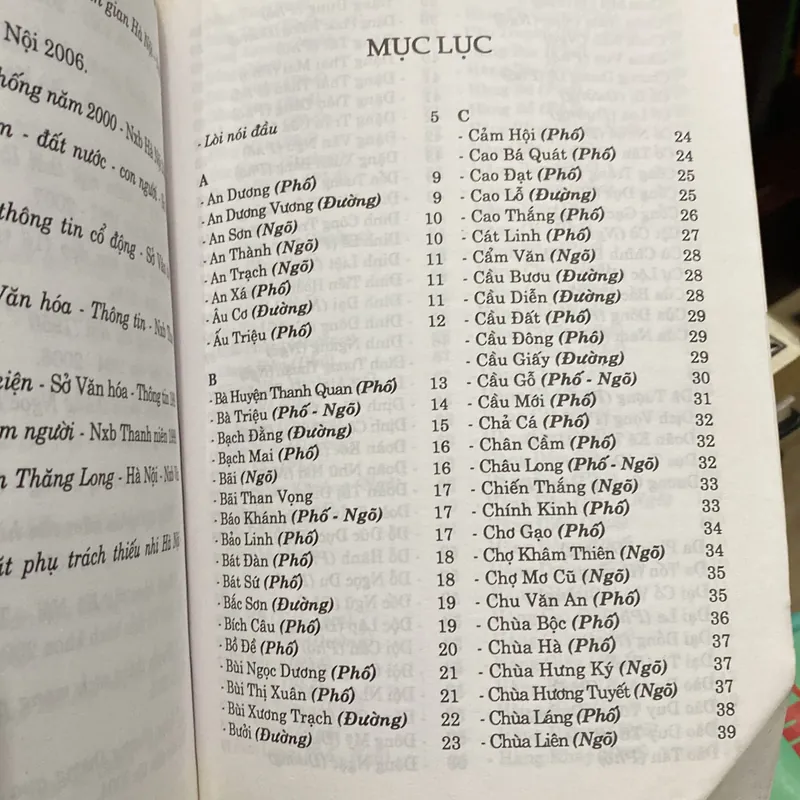 gian Hà Nội
Nội 2006.
hống năm 2000 - Nxb Hà Nội
m - đất nước - con người
thông tin cổ động - Sở
Văn hóa - Thông tin - Nxb
iện - Sở Văn hóa - Thông tin
m người - Nxb Thanh niên
n Thăng Long - Hà Nội - Nxb
át phụ trách thiếu nhi Hà
MỤC LỤC
- Lời nói đầu 5
A
- An Dương (Phố) 9
- An Dương Vương (Đường) 9
- An Sơn (Ngõ) 10
- An Thành (Phố) 10
- An Trạch (Ngõ) 11
- An Xá (Phố) 11
- Âu Cơ (Đường) 11
- Ấu Triệu (Phố) 12
B
- Bà Huyện Thanh Quan (Phố) 13
- Bà Triệu (Phố - Ngõ) 14
- Bạch Đằng (Đường) 15
- Bạch Mai (Phố) 16
- Bãi (Ngõ) 16
- Bãi Than Vọng 17
- Báo Khánh (Phố - Ngõ) 17
- Bảo Linh (Phố) 17
- Bát Đàn (Phố) 18
- Bát Sứ (Phố) 18
- Bắc Sơn (Đường) 19
- Bích Câu (Phố) 19
- Bồ Đề (Phố) 20
- Bùi Ngọc Dương (Phố) 21
- Bùi Thị Xuân (Phố) 21
- Bùi Xương Trạch (Đường) 22
- Bưởi (Đường) 23
C
- Cảm Hội (Phố) 24
- Cao Bá Quát (Phố) 24
- Cao Đạt (Phố) 25
- Cao Lỗ (Đường) 25
- Cao Thắng (Phố) 26
- Cát Linh (Phố) 27
- Cẩm Văn (Ngõ) 28
- Cầu Bươu (Đường) 28
- Cầu Diễn (Đường) 28
- Cầu Đất (Phố) 29
- Cầu Đông (Phô) 29
- Cầu Giấy (Đường) 29
- Cầu Gỗ (Phố - Ngõ) 30
- Cầu Mới (Phố) 31
- Chả Cá (Phố) 32
- Chân Cầm (Phố) 32
- Châu Long (Phố - Ngõ) 32
- Chiến Thắng (Ngõ) 33
- Chính Kinh (Phố) 33
- Chơ Gạo (Phố) 34
- Chợ Khâm Thiên (Ngõ) 34
- Chợ Mơ Cũ (Ngõ) 35
- Chu Văn An (Phố) 35
- Chùa Bộc (Phố) 36
- Chùa Hà (Phố) 37
- Chùa Hưng Ký (Ngõ) 37
- Chùa Hương Tuyết (Ngõ) 37
- Chùa Láng (Phố) 38
- Chùa Liên (Ngõ) 39